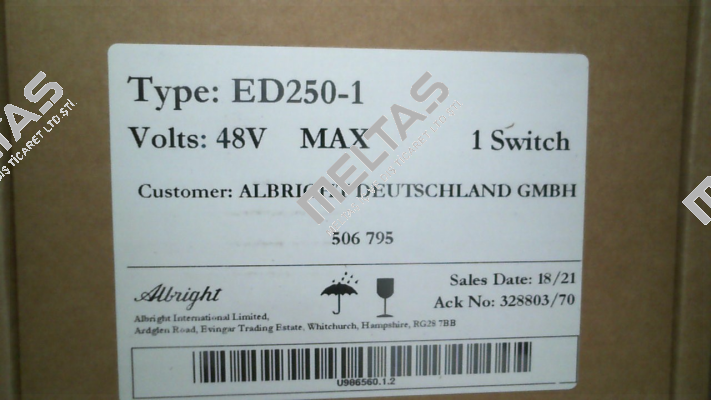 Type: ED250-1
Volts: 48V MAX 1 Switch
Customer: ALBRIGHT DEUTSCHLAND GMBH
506 795
Albright
Sales Date: 18/21
Ack No: 328803/70
Albright International Limited,
Ardglen Road, Evingar Trading Estate, Whitchurch, Hampshire, RG28 7BB
U986560.1.2
MELTAS
MELTAS